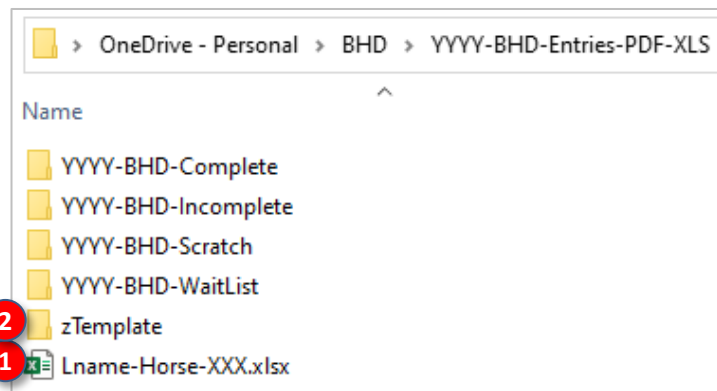 OneDrive - Personal > BHD > YYYY-BHD-Entries-PDF-XLS
Name
YYYY-BHD-Complete
YYYY-BHD-Incomplete
YYYY-BHD-Scratch
YYYY-BHD-WaitList
2 zTemplate
1 Lname-Horse-XXX.xlsx